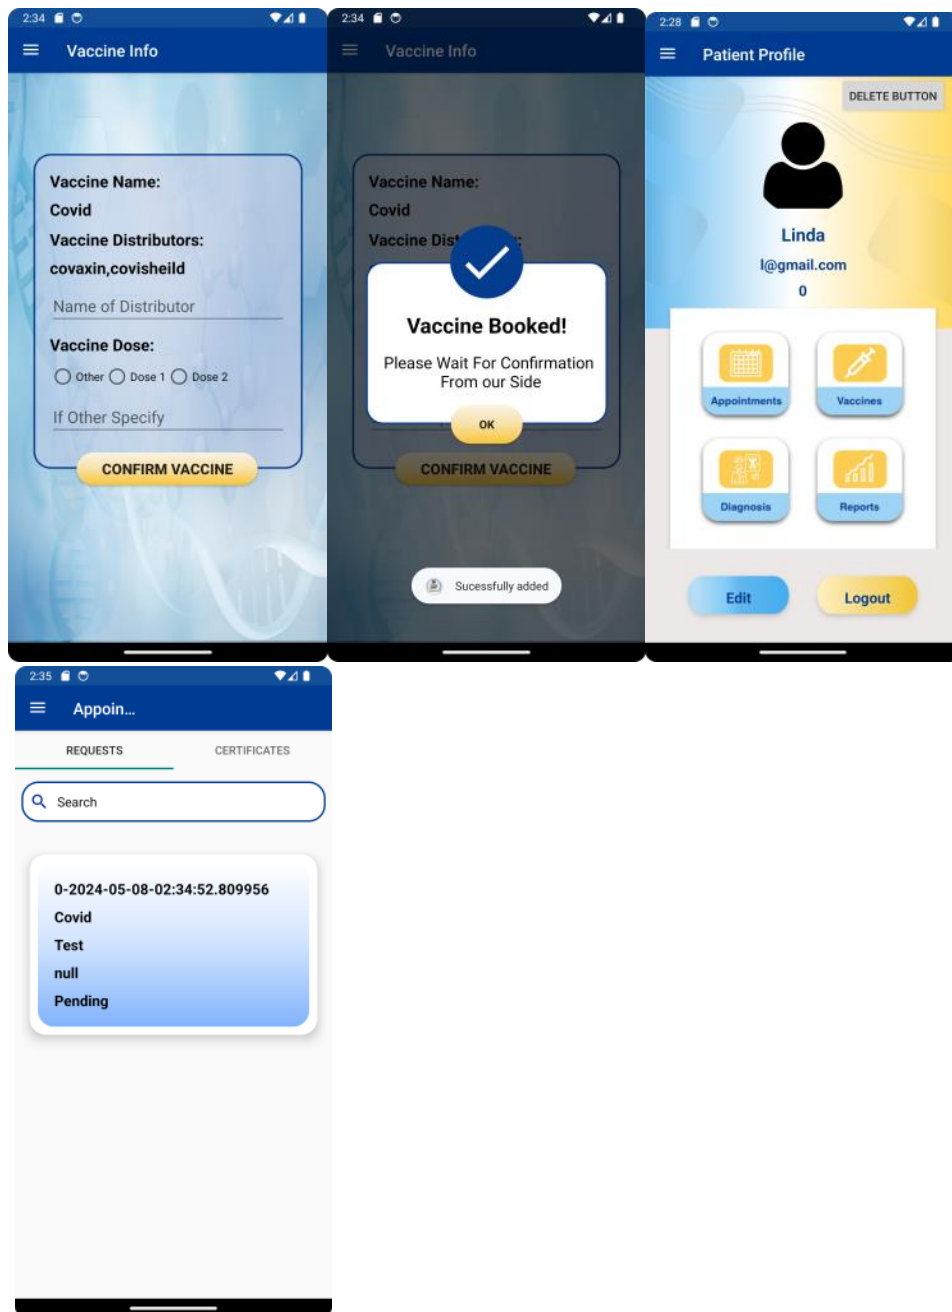 2:34
Vaccine Info
Vaccine Name:
Covid
Vaccine Distributors:
covaxin,covisheild
Name of Distributor
Vaccine Dose:
Other Dose 1 Dose 2
If Other Specify
CONFIRM VACCINE
2:34
Vaccine Info
Vaccine Name:
Covid
Vaccine Dis
Vaccine Booked!
Please Wait For Confirmation
From our Side
OK
CONFIRM VACCINE
Sucessfully added
2:28
Patient Profile
DELETE BUTTON
Linda
l@gmail.com
0
Appointments Vaccines
Diagnosis Reports
Edit Logout
2:35
Appoin...
REQUESTS CERTIFICATES
Search
0-2024-05-08-02:34:52.809956
Covid
Test
null
Pending